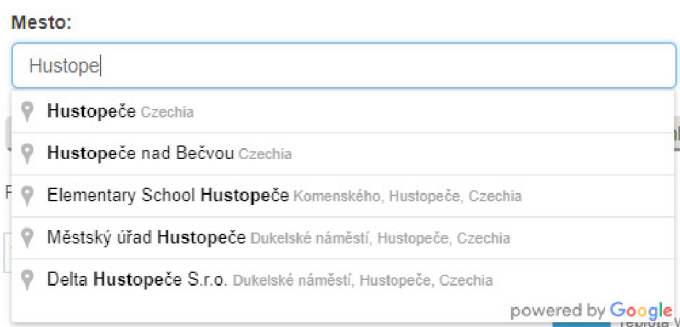 Mesto:
Hustope
Hustopeče Czechia
Hustopeče nad Bečvou Czechia
Elementary School Hustopeče Komenského, Hustopeče, Czechia
Městský úřad Hustopeče Dukelské náměstí, Hustopeče, Czechia
Delta Hustopeče S.r.o. Dukelské náměstí, Hustopeče, Czechia
powered by Google